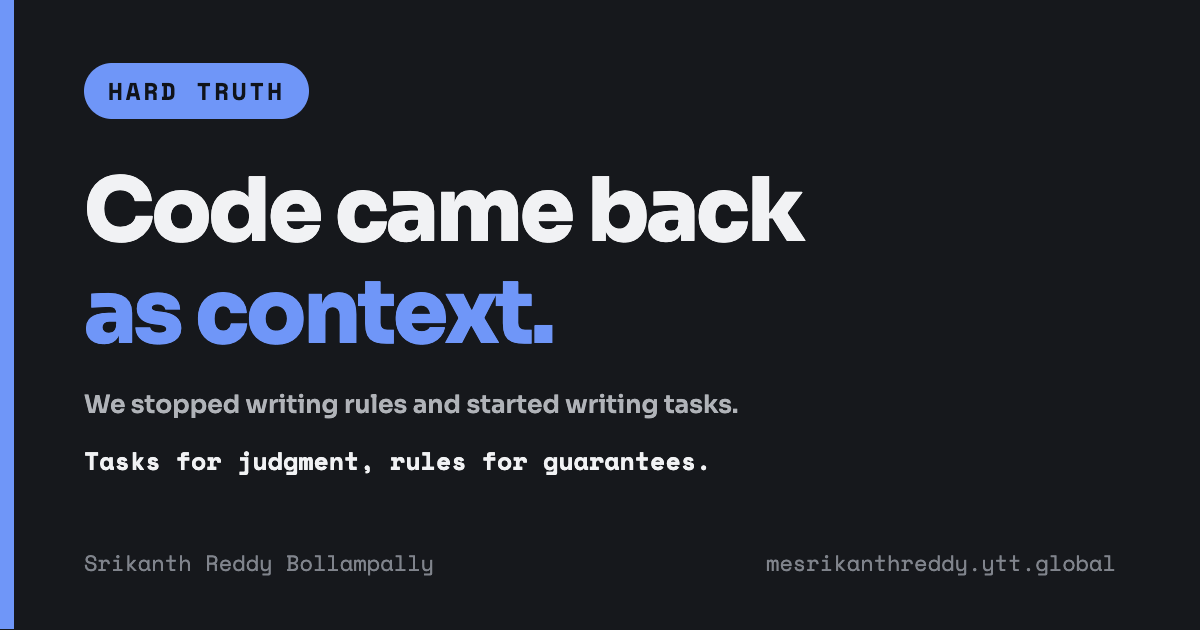 HARD TRUTH
Code came back
as context.
We stopped writing rules and started writing tasks.
Tasks for judgment, rules for guarantees.
Srikanth Reddy Bollampally
mesrikanthreddy.ytt.global